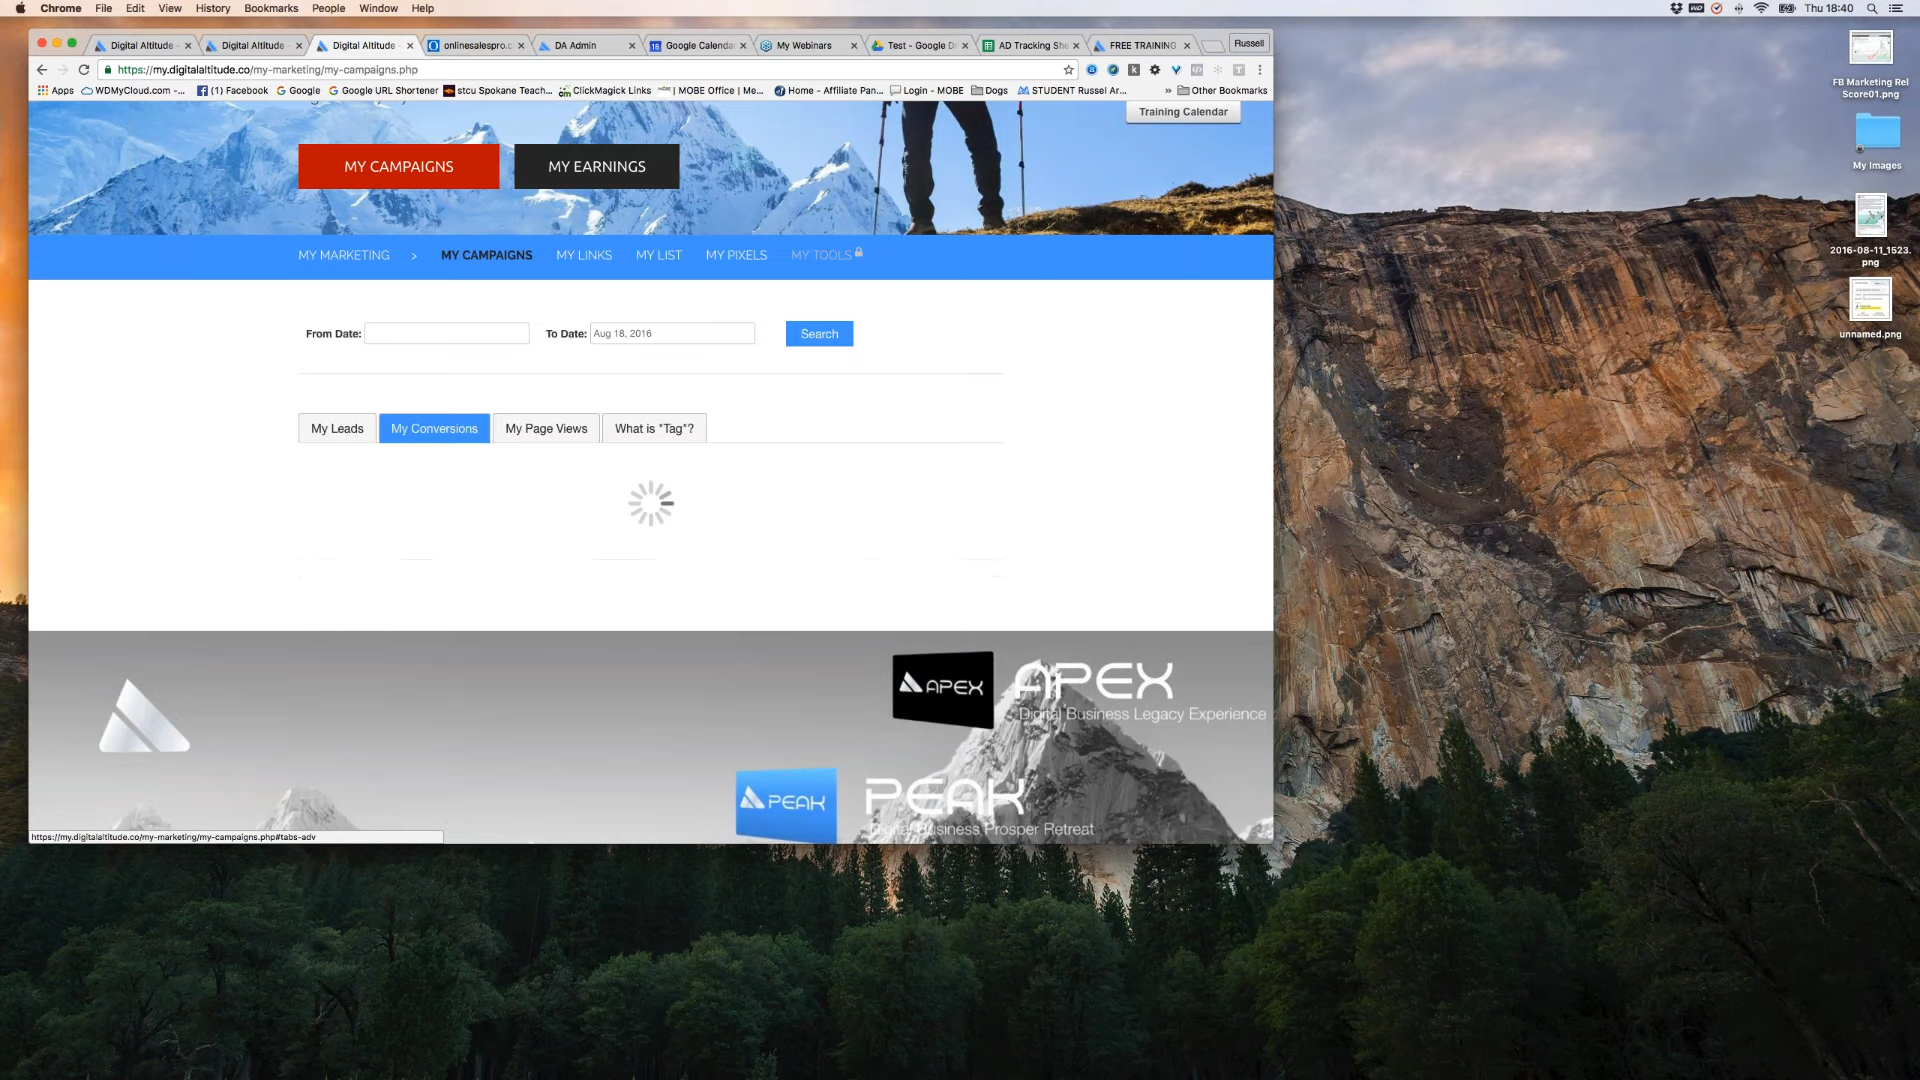 Chrome File Edit View History Bookmarks People Window Help
Thu 18:40
Digital Altitude - Digital Altitude - Digital Altitude - onlinesalespro.c DA Admin Google Calenda My Webinars Test - Google D AD Tracking She FREE TRAINING Russell
https://my.digitalaltitude.co/my-marketing/my-campaigns.php
Apps WDMyCloud.com -... (1) Facebook Google Google URL Shortener stcu Spokane Teach... ClickMagick Links | MOBE Office | Me... Home - Affiliate Pan... Login - MOBE Dogs STUDENT Russel Ar... » Other Bookmarks
Training Calendar
MY CAMPAIGNS MY EARNINGS
MY MARKETING > MY CAMPAIGNS MY LINKS MY LIST MY PIXELS MY TOOLS
From Date: To Date: Aug 18, 2016 Search
My Leads My Conversions My Page Views What is "Tag"?
APEX APEX
Digital Business Legacy Experience
PEAK PEAK
Digital Business Prosper Retreat
https://my.digitalaltitude.co/my-marketing/my-campaigns.php#tabs-adv
FB Marketing Rel
Score01.png
My Images
2016-08-11_1523.
png
unnamed.png